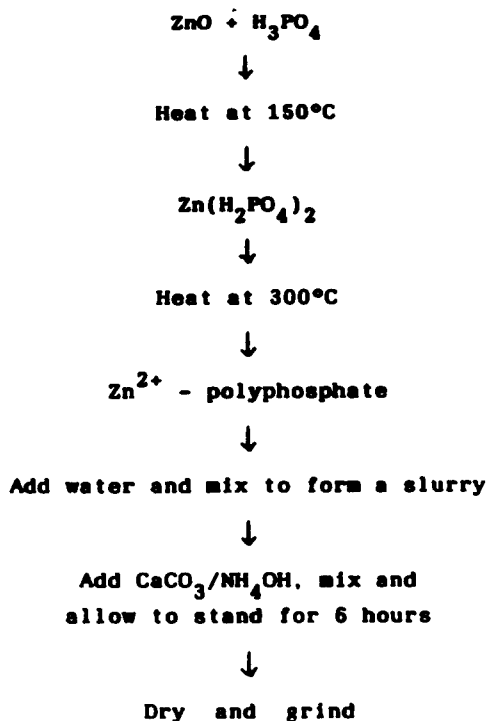 ZnO + H₃PO₄
↓
Heat at 150°C
↓
Zn(H₂PO₄)₂
↓
Heat at 300°C
↓
Zn²⁺ - polyphosphate
↓
Add water and mix to form a slurry
↓
Add CaCO₃/NH₄OH, mix and
allow to stand for 6 hours
↓
Dry and grind